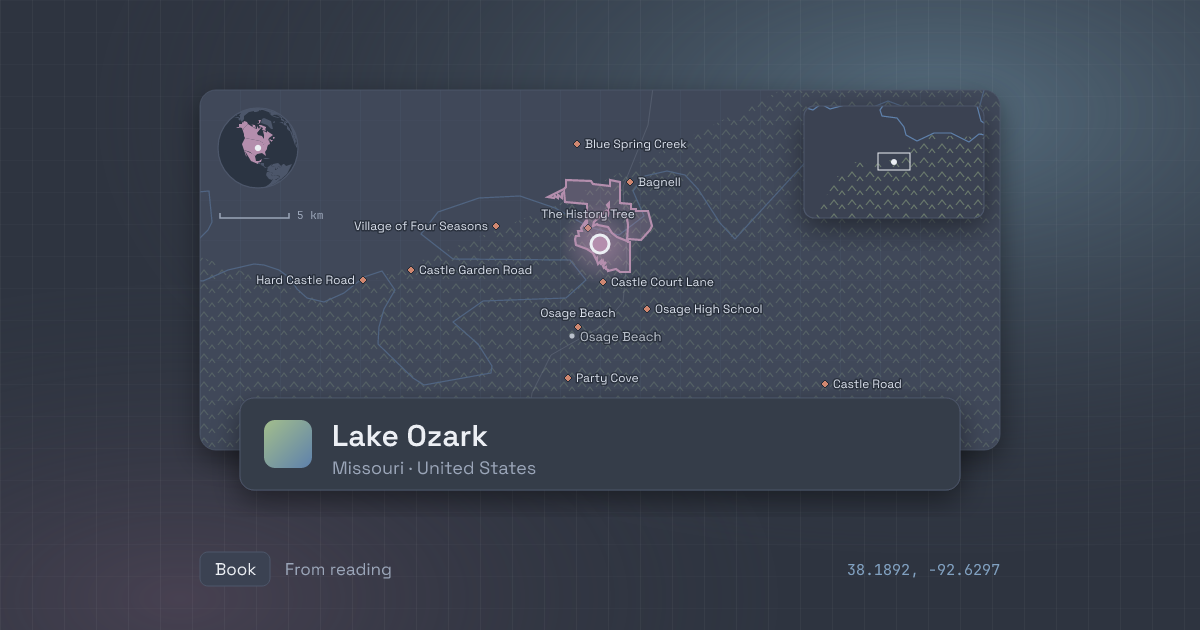 Blue Spring Creek
Bagnell
5 km
The History Tree
Village of Four Seasons
Castle Garden Road
Hard Castle Road
Castle Court Lane
Osage Beach
Osage High School
Osage Beach
Party Cove
Castle Road
Lake Ozark
Missouri · United States
Book
From reading
38.1892, -92.6297